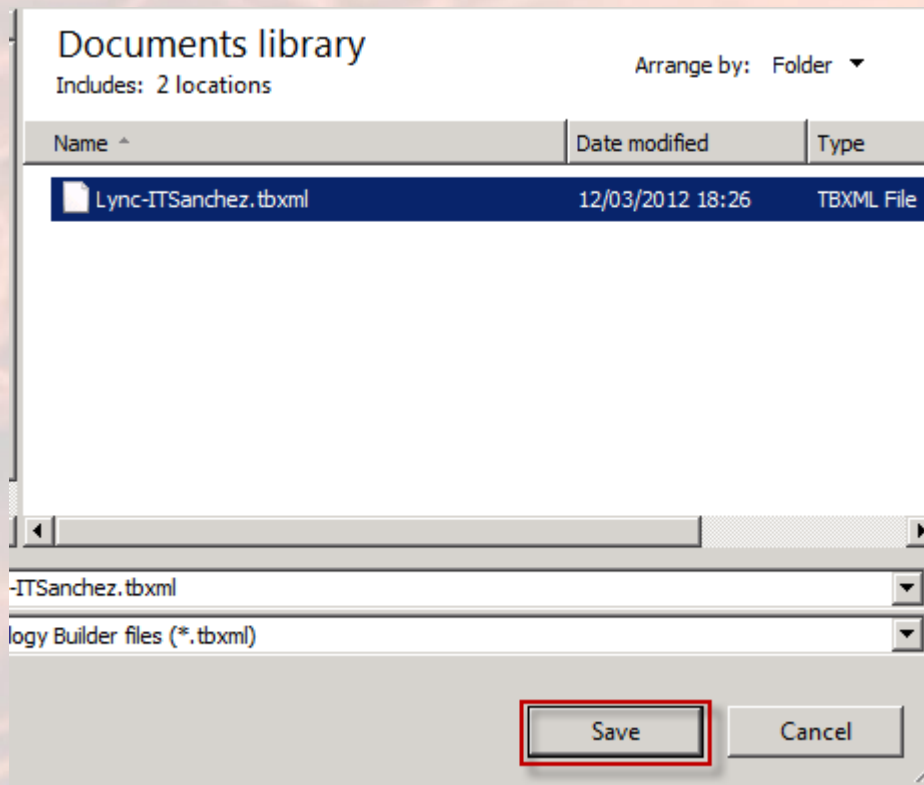 Documents library
Includes: 2 locations
Arrange by: Folder
Name Date modified Type
Lync-ITSanchez.tbxml 12/03/2012 18:26 TBXML File
-ITSanchez.tbxml
logy Builder files (*.tbxml)
Save Cancel